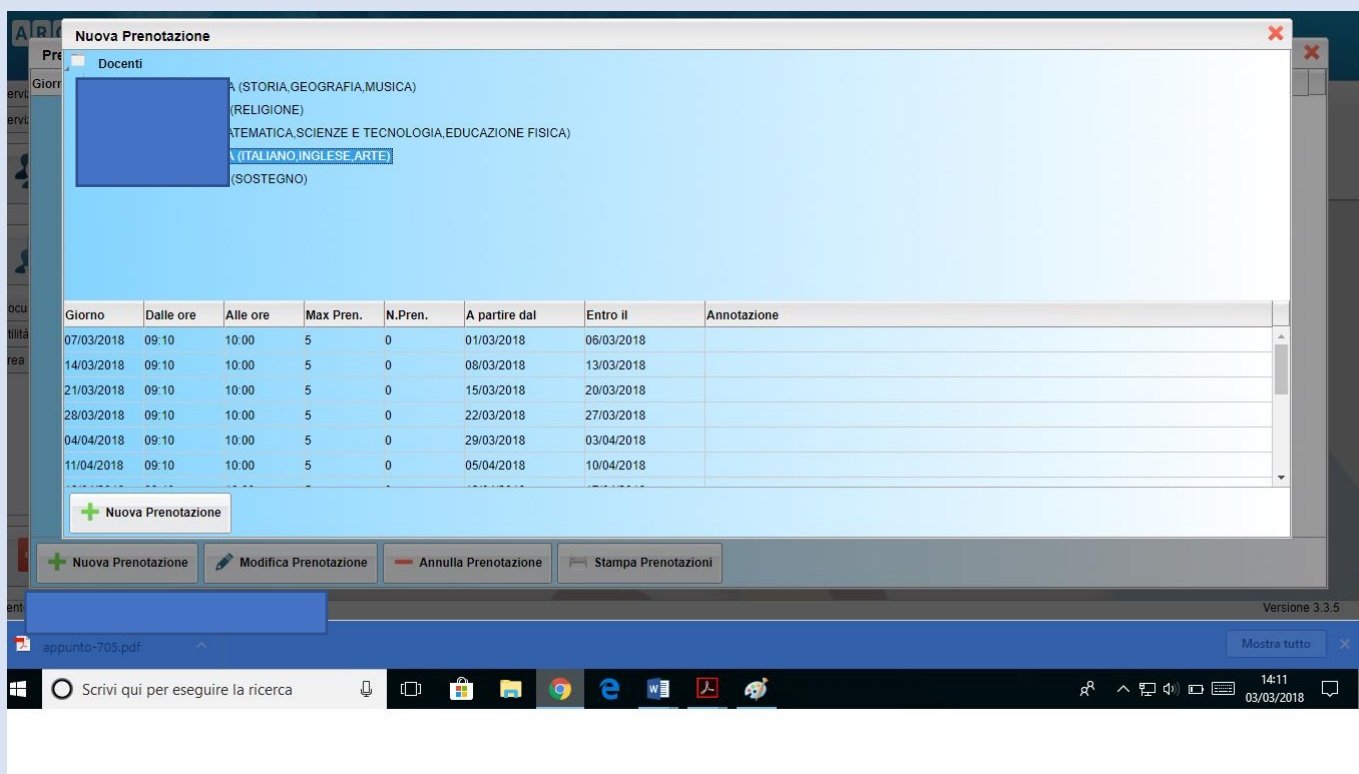 Nuova Prenotazione
Docenti
A (STORIA,GEOGRAFIA,MUSICA)
(RELIGIONE)
ATEMATICA,SCIENZE E TECNOLOGIA,EDUCAZIONE FISICA)
A (ITALIANO,INGLESE,ARTE)
(SOSTEGNO)
Giorno Dalle ore Alle ore Max Pren. N.Pren. A partire dal Entro il Annotazione
07/03/2018 09:10 10:00 5 0 01/03/2018 06/03/2018
14/03/2018 09:10 10:00 5 0 08/03/2018 13/03/2018
21/03/2018 09:10 10:00 5 0 15/03/2018 20/03/2018
28/03/2018 09:10 10:00 5 0 22/03/2018 27/03/2018
04/04/2018 09:10 10:00 5 0 29/03/2018 03/04/2018
11/04/2018 09:10 10:00 5 0 05/04/2018 10/04/2018
Nuova Prenotazione
Nuova Prenotazione Modifica Prenotazione Annulla Prenotazione Stampa Prenotazioni
Versione 3.3.5
appunto-705.pdf Mostra tutto
Scrivi qui per eseguire la ricerca
14:11
03/03/2018